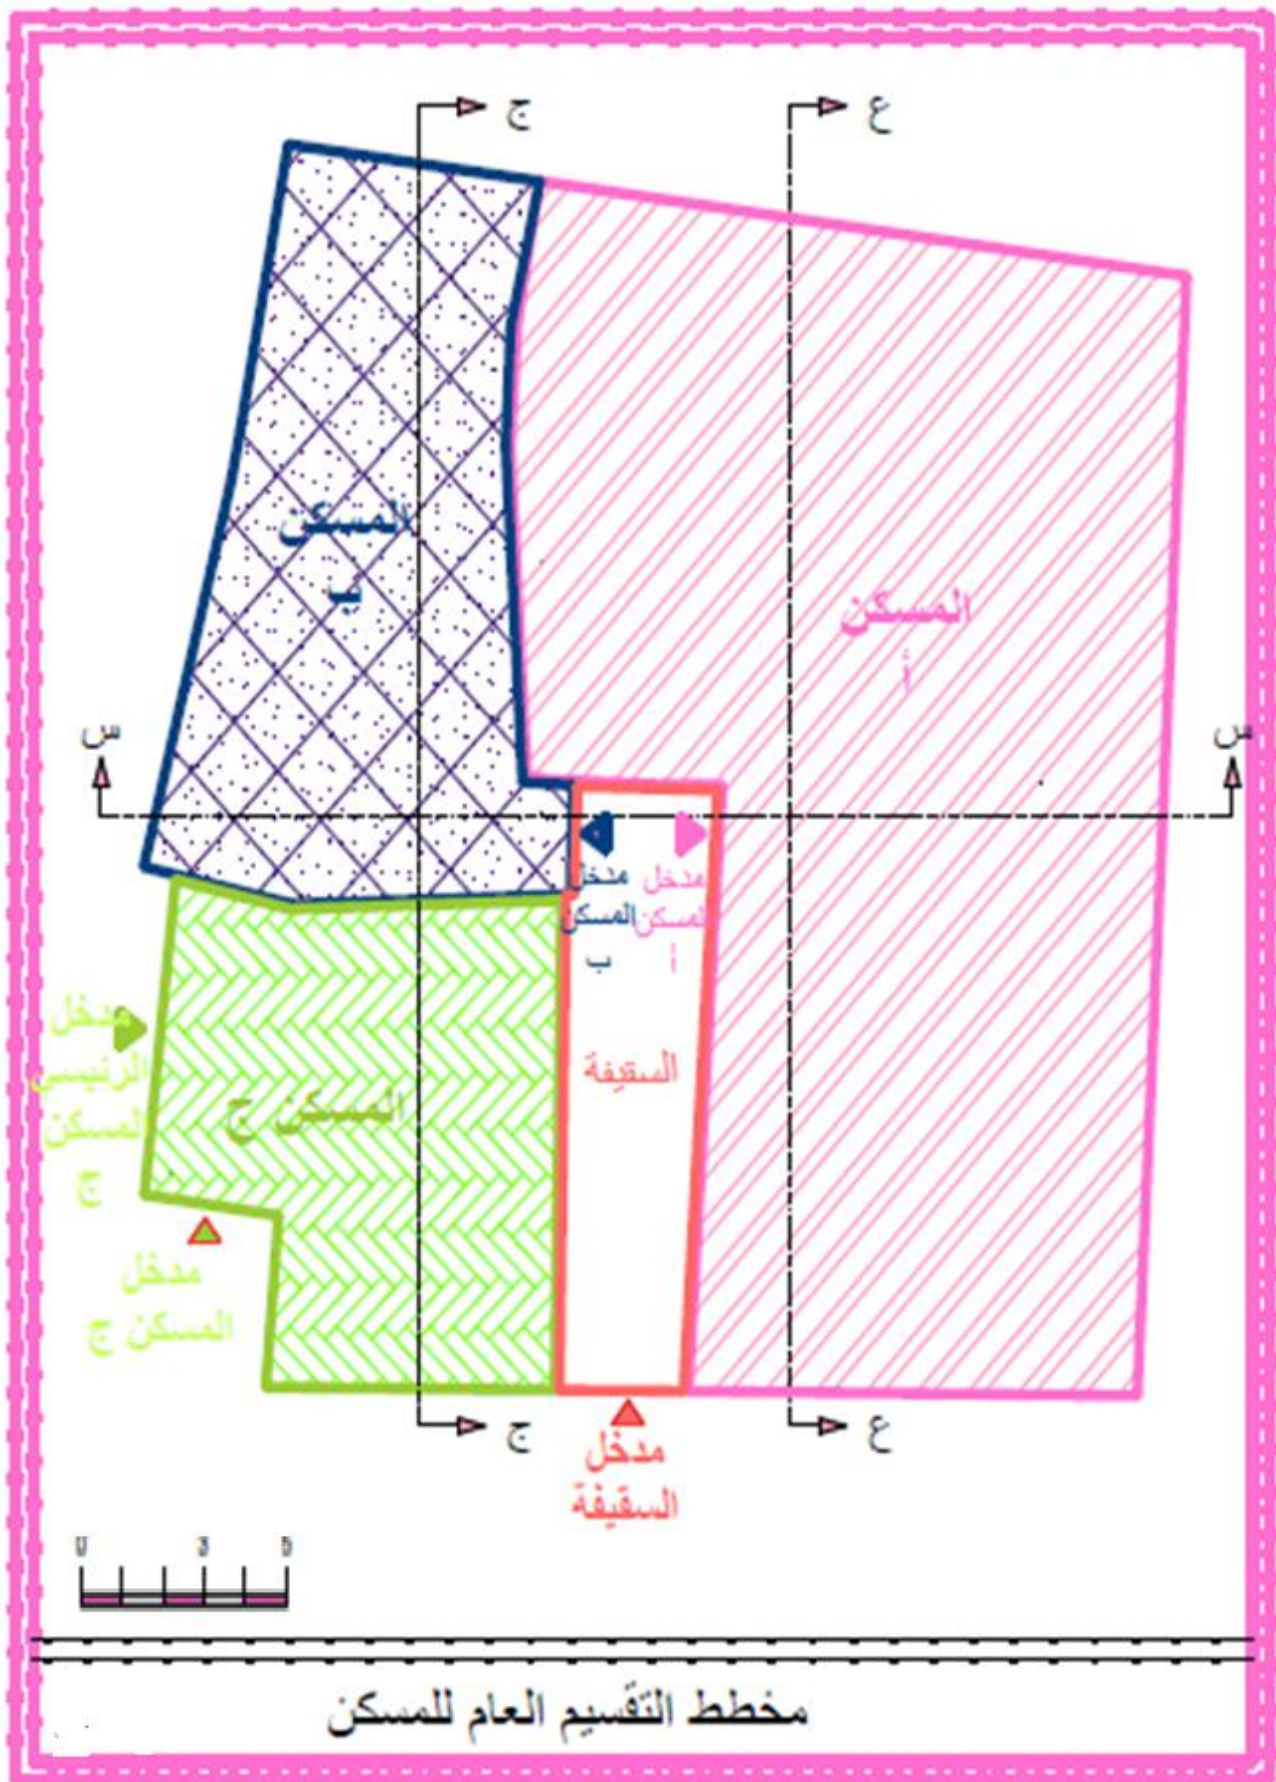 ج
ع
المسكن
ب
المسكن
أ
س
س
مدخل
المسكن
أ
مدخل
المسكن
ب
السقيفة
مدخل
الرئيسي
المسكن
ج
المسكن ج
مدخل
المسكن ج
ج
ع
مدخل
السقيفة
0 3 5
مخطط التقسيم العام للمسكن